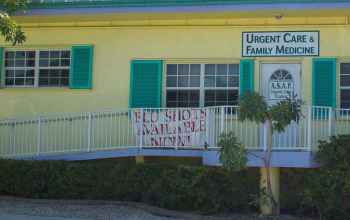 URGENT CARE &
FAMILY MEDICINE
A.S.A.P.
FLU SHOTS
AVAILABLE
NOW!